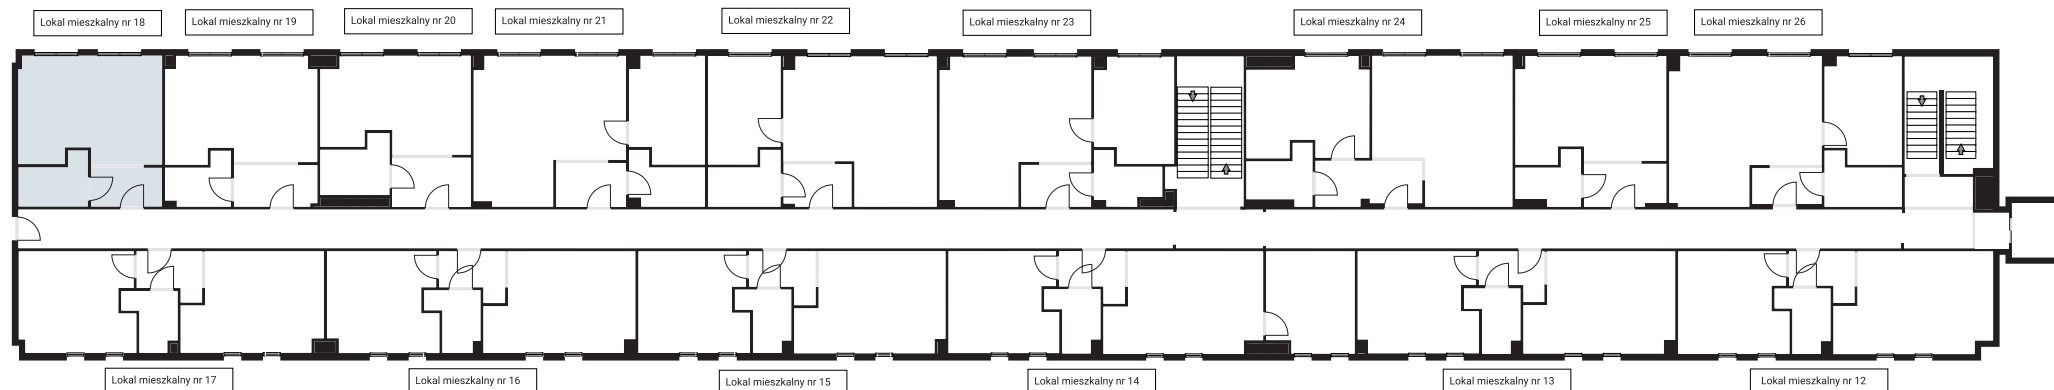 Lokal mieszkalny nr 18
Lokal mieszkalny nr 19
Lokal mieszkalny nr 20
Lokal mieszkalny nr 21
Lokal mieszkalny nr 22
Lokal mieszkalny nr 23
Lokal mieszkalny nr 24
Lokal mieszkalny nr 25
Lokal mieszkalny nr 26
Lokal mieszkalny nr 17
Lokal mieszkalny nr 16
Lokal mieszkalny nr 15
Lokal mieszkalny nr 14
Lokal mieszkalny nr 13
Lokal mieszkalny nr 12